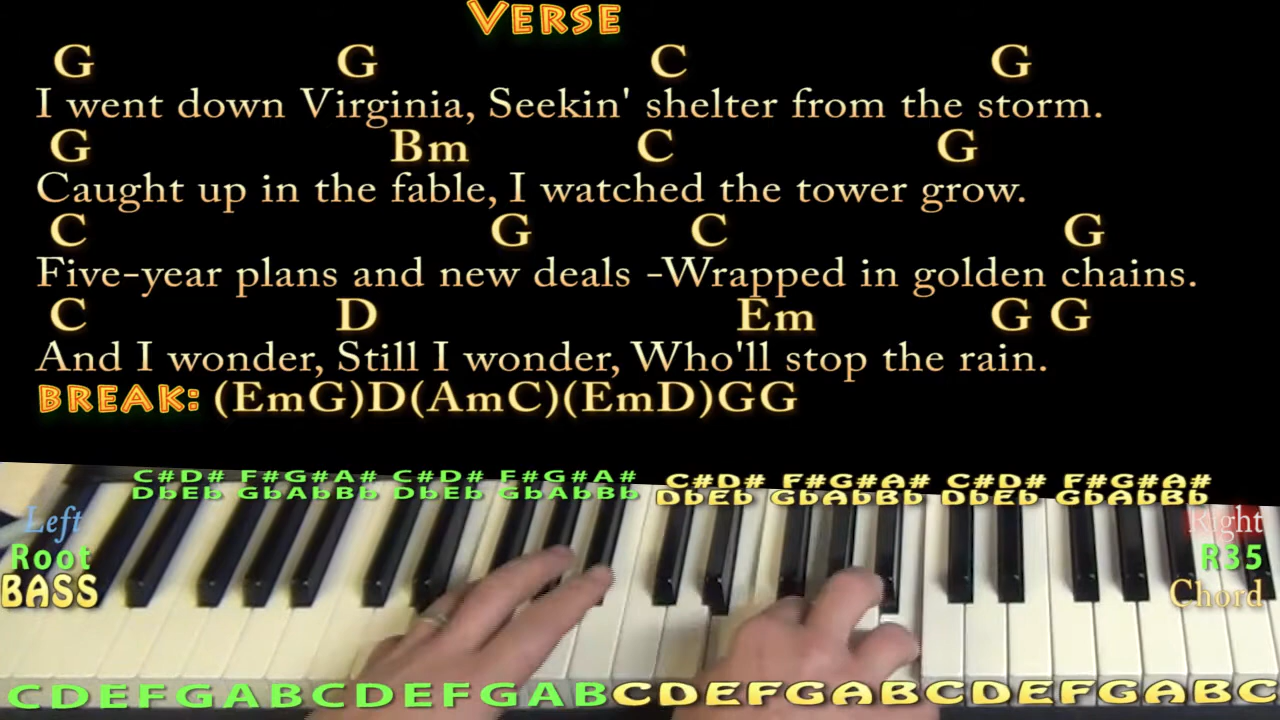 VERSE
G G C G
I went down Virginia, Seekin' shelter from the storm.
G Bm C G
Caught up in the fable, I watched the tower grow.
C G C G
Five-year plans and new deals -Wrapped in golden chains.
C D Em G G
And I wonder, Still I wonder, Who'll stop the rain.
BREAK: (EmG)D(AmC)(EmD)GG
C#D# F#G#A# C#D# F#G#A# C#D# F#G#A# C#D# F#G#A#
DbEb GbAbBb DbEb GbAbBb DbEb GbAbBb DbEb GbAbBb
Left
Root
BASS
Right
R35
Chord
CDEFGABCDEFGABCDEFGABCDEFGABC